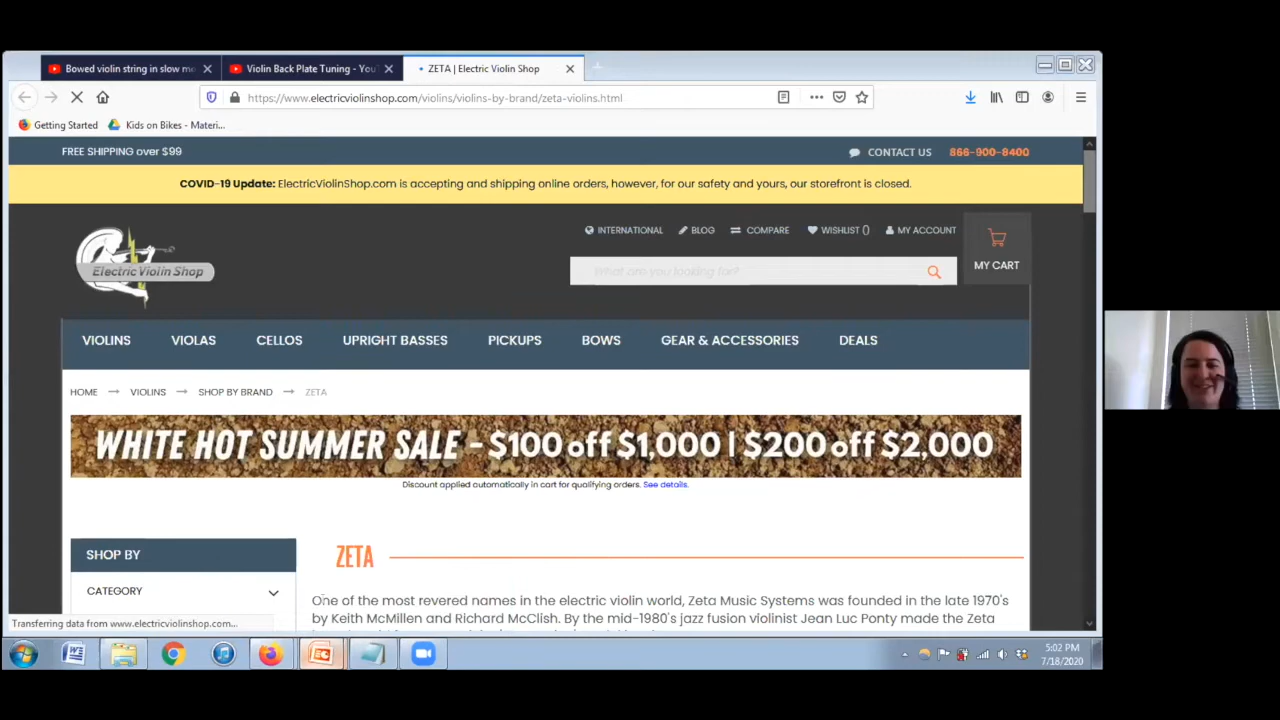 Bowed violin string in slow mo
Violin Back Plate Tuning - You
ZETA | Electric Violin Shop
https://www.electricviolinshop.com/violins/violins-by-brand/zeta-violins.html
Getting Started
Kids on Bikes - Materi...
FREE SHIPPING over $99
CONTACT US 866-900-8400
COVID-19 Update: ElectricViolinShop.com is accepting and shipping online orders, however, for our safety and yours, our storefront is closed.
INTERNATIONAL BLOG COMPARE WISHLIST () MY ACCOUNT
Electric Violin Shop
What are you looking for?
MY CART
VIOLINS VIOLAS CELLOS UPRIGHT BASSES PICKUPS BOWS GEAR & ACCESSORIES DEALS
HOME → VIOLINS → SHOP BY BRAND → ZETA
WHITE HOT SUMMER SALE - $100 off $1,000 | $200 off $2,000
Discount applied automatically in cart for qualifying orders. See details.
SHOP BY
CATEGORY
ZETA
One of the most revered names in the electric violin world, Zeta Music Systems was founded in the late 1970's
by Keith McMillen and Richard McClish. By the mid-1980's jazz fusion violinist Jean Luc Ponty made the Zeta
Transferring data from www.electricviolinshop.com...
5:02 PM
7/18/2020